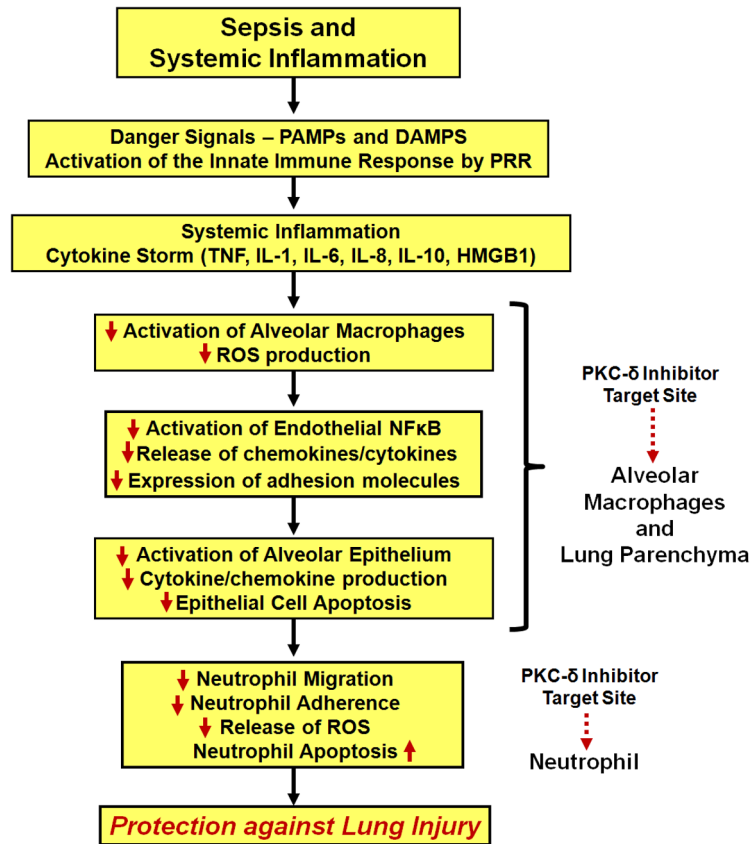 Sepsis and
Systemic Inflammation
Danger Signals – PAMPs and DAMPS
Activation of the Innate Immune Response by PRR
Systemic Inflammation
Cytokine Storm (TNF, IL-1, IL-6, IL-8, IL-10, HMGB1)
Activation of Alveolar Macrophages
ROS production
Activation of Endothelial NFκB
Release of chemokines/cytokines
Expression of adhesion molecules
Activation of Alveolar Epithelium
Cytokine/chemokine production
Epithelial Cell Apoptosis
PKC-δ Inhibitor
Target Site
Alveolar
Macrophages
and
Lung Parenchyma
Neutrophil Migration
Neutrophil Adherence
Release of ROS
Neutrophil Apoptosis
PKC-δ Inhibitor
Target Site
Neutrophil
Protection against Lung Injury